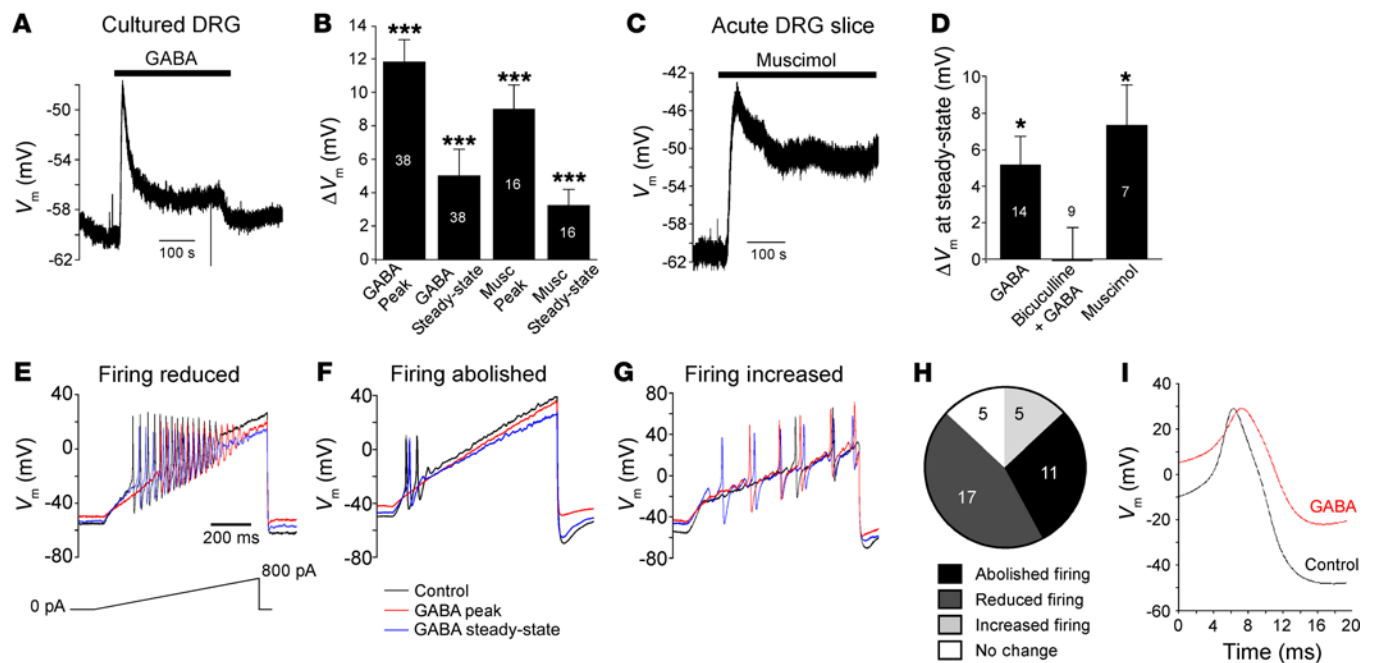 A Cultured DRG
GABA
-50
-54
-58
-62
Vm (mV)
100 s
B
14
12
10
8
6
4
2
0
ΔVm (mV)
*** *** *** ***
38 38 16 16
GABA Peak
GABA Steady-state
Musc Peak
Musc Steady-state
C Acute DRG slice
Muscimol
-42
-46
-50
-54
-58
-62
Vm (mV)
100 s
D
10
8
6
4
2
0
ΔVm at steady-state (mV)
* *
14 9 7
GABA
Bicuculline + GABA
Muscimol
E Firing reduced
40
0
-40
-80
Vm (mV)
200 ms
0 pA
800 pA
F Firing abolished
40
0
-40
-80
Vm (mV)
Control
GABA peak
GABA steady-state
G Firing increased
80
40
0
-40
-80
Vm (mV)
H
5 5
11
17
Abolished firing
Reduced firing
Increased firing
No change
I
40
20
0
-20
-40
-60
Vm (mV)
GABA
Control
0 4 8 12 16 20
Time (ms)